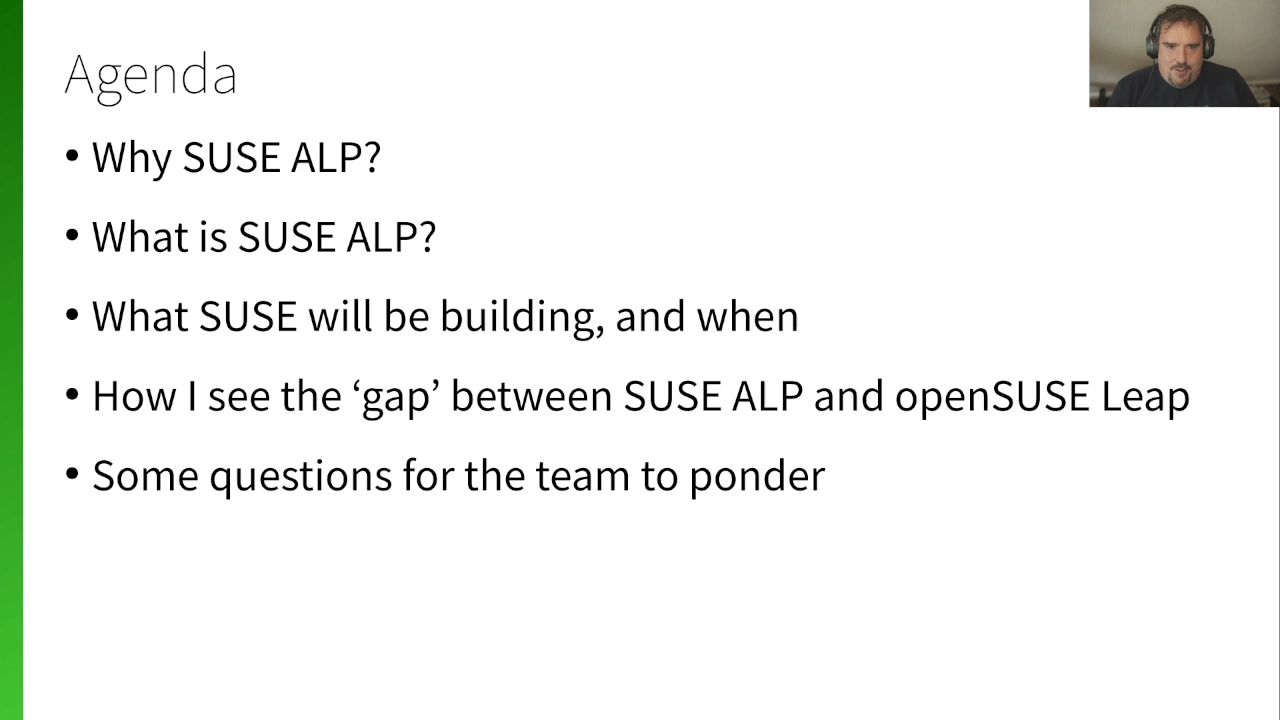 Agenda
• Why SUSE ALP?
• What is SUSE ALP?
• What SUSE will be building, and when
• How I see the ‘gap’ between SUSE ALP and openSUSE Leap
• Some questions for the team to ponder